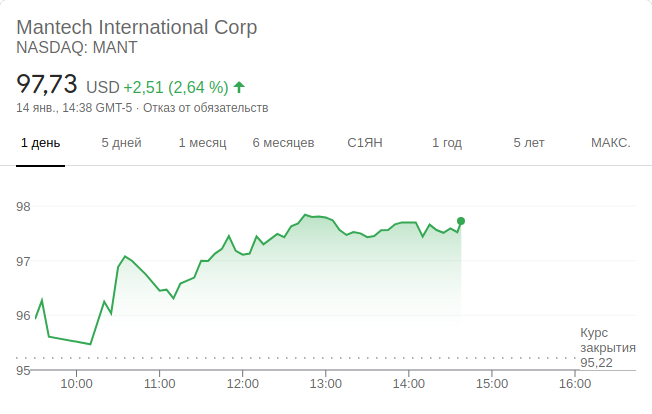 Mantech International Corp
NASDAQ: MANT
97,73 USD +2,51 (2,64 %)
14 янв., 14:38 GMT-5 · Отказ от обязательств
1 день 5 дней 1 месяц 6 месяцев С1ЯН 1 год 5 лет МАКС.
98
97
96
95
Курс
закрытия
95,22
10:00 11:00 12:00 13:00 14:00 15:00 16:00